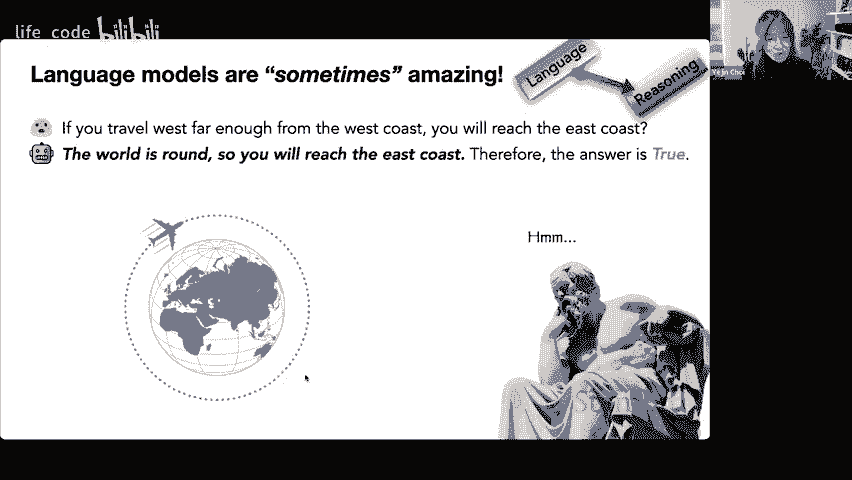 life_code bilibili
Language models are “sometimes” amazing!
Language
Reasoning
Yejin Choi
If you travel west far enough from the west coast, you will reach the east coast?
The world is round, so you will reach the east coast. Therefore, the answer is True.
Hmm...